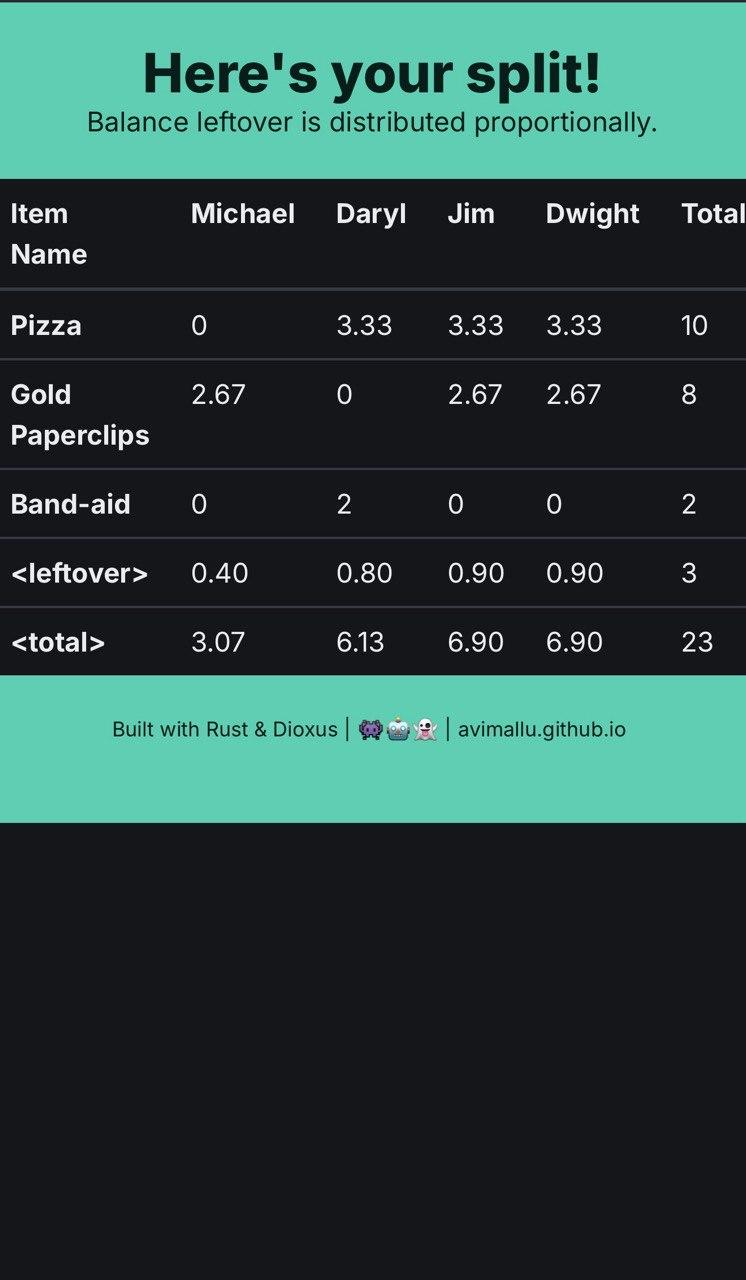 Here's your split!
Balance leftover is distributed proportionally.
Item Name Michael Daryl Jim Dwight Total
Pizza 0 3.33 3.33 3.33 10
Gold Paperclips 2.67 0 2.67 2.67 8
Band-aid 0 2 0 0 2
<leftover> 0.40 0.80 0.90 0.90 3
<total> 3.07 6.13 6.90 6.90 23
Built with Rust & Dioxus | 👾🤖👻 | avimallu.github.io